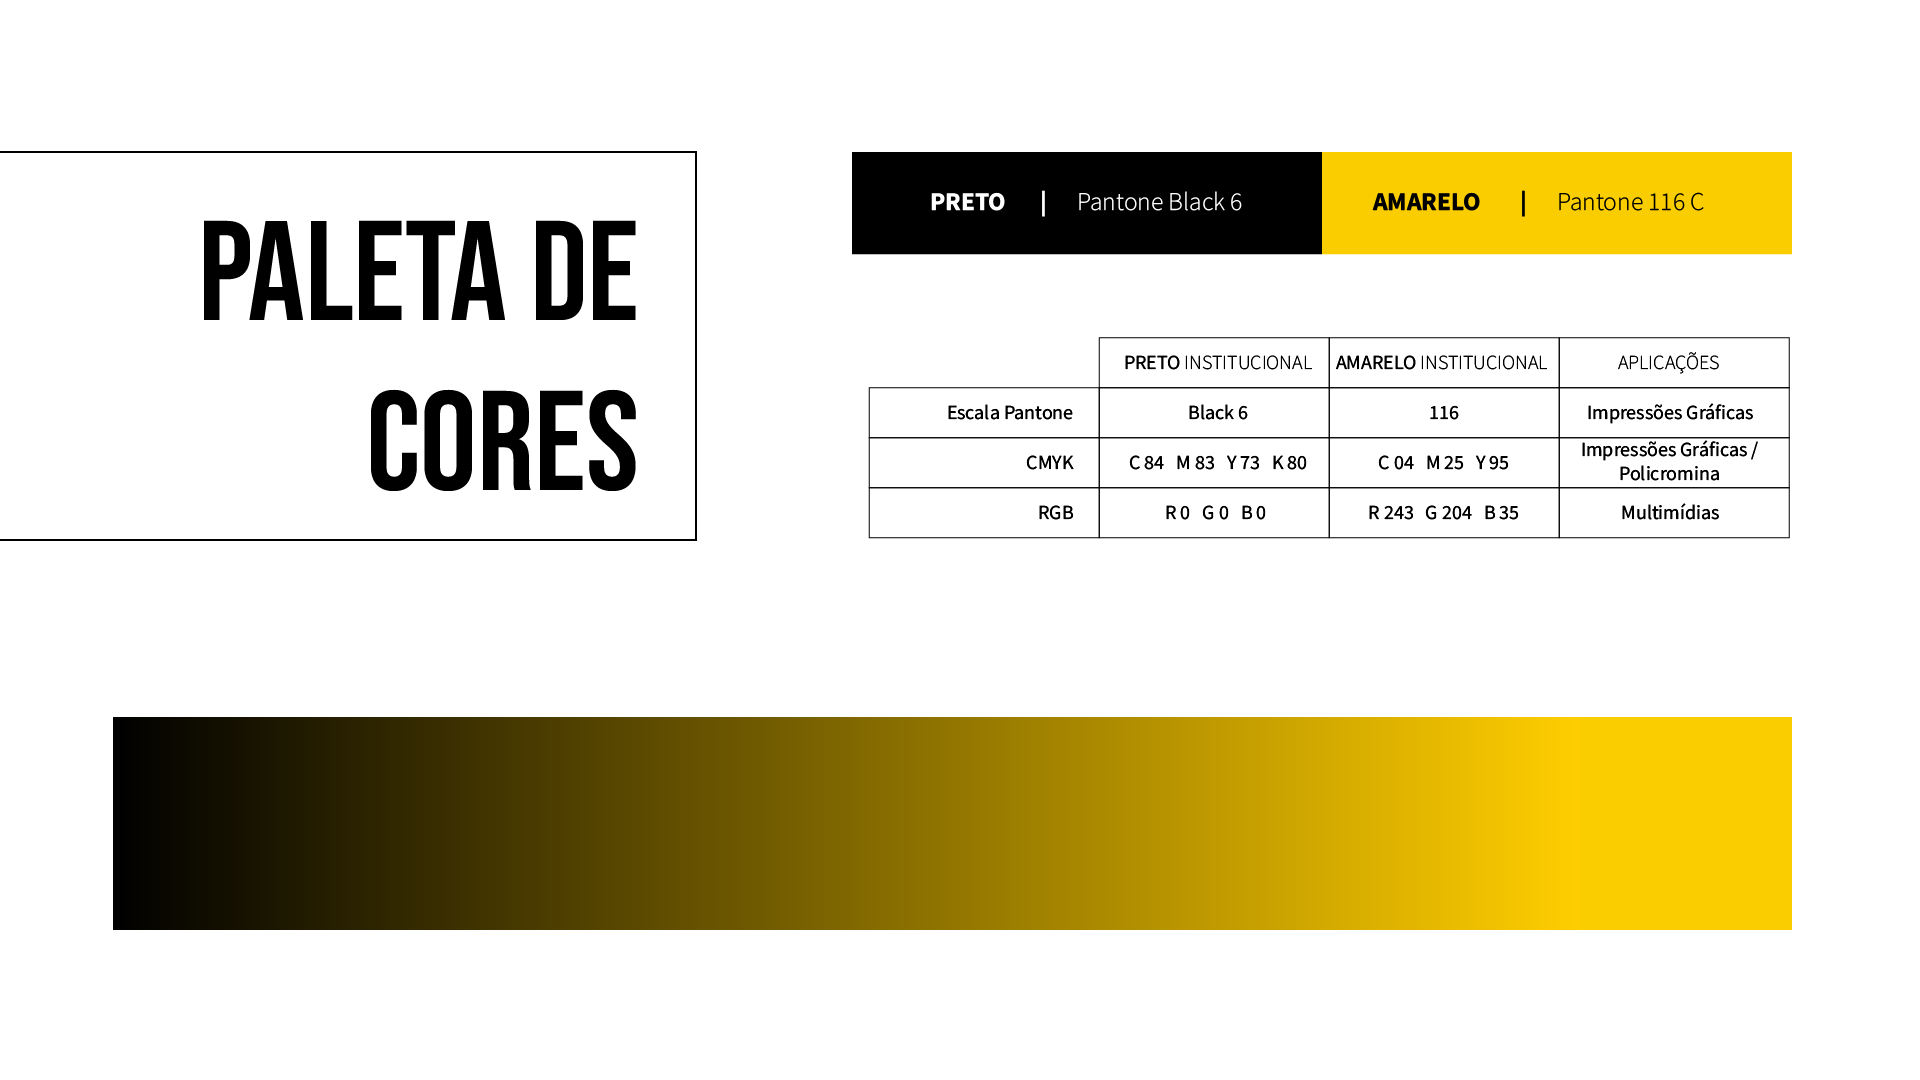 PALETA DE
CORES
PRETO | Pantone Black 6
AMARELO | Pantone 116 C
PRETO INSTITUCIONAL AMARELO INSTITUCIONAL APLICAÇÕES
Escala Pantone Black 6 116 Impressões Gráficas
CMYK C 84 M 83 Y 73 K 80 C 04 M 25 Y 95 Impressões Gráficas /
Policromina
RGB R 0 G 0 B 0 R 243 G 204 B 35 Multimídias